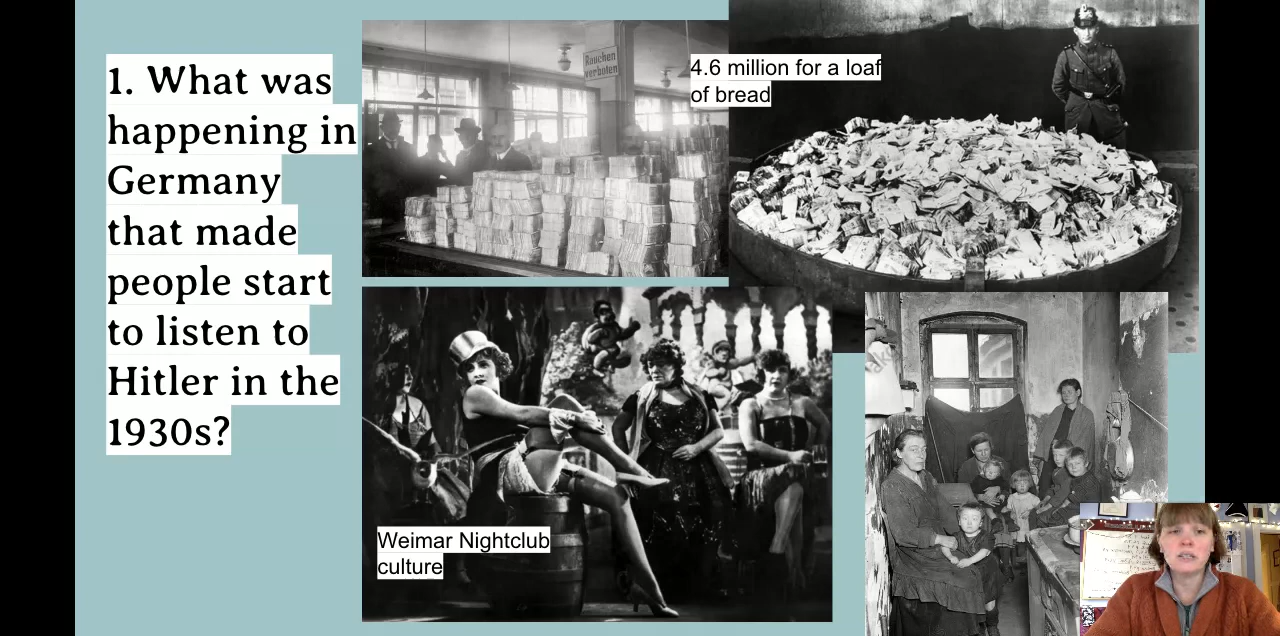 1. What was
happening in
Germany
that made
people start
to listen to
Hitler in the
1930s?
Rauchen
verboten
4.6 million for a loaf
of bread
Weimar Nightclub
culture